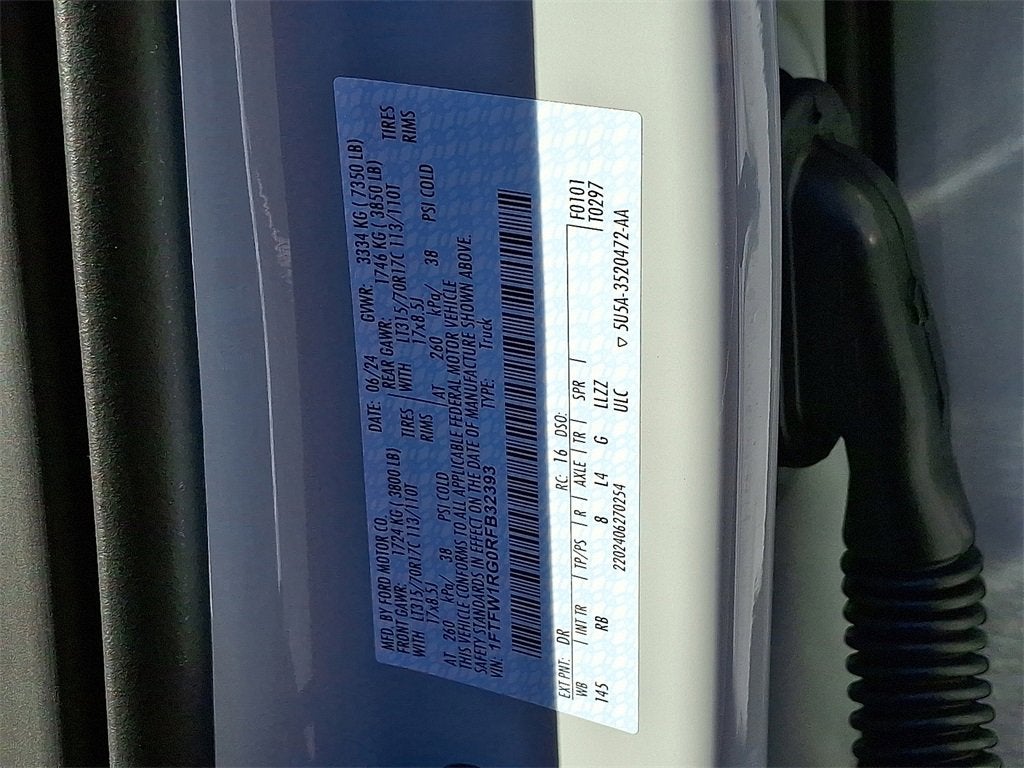 MFD. BY FORD MOTOR CO.
DATE: 06/24 GVWR: 3334 KG ( 7350 LB)
FRONT GAWR: 1724 KG ( 3800 LB) REAR GAWR: 1746 KG ( 3850 LB)
WITH LT315/70R17C 113/110T TIRES WITH LT315/70R17C 113/110T TIRES
17x8.5J RIMS 17x8.5J RIMS
AT 260 kPa/ 38 PSI COLD AT 260 kPa/ 38 PSI COLD
THIS VEHICLE CONFORMS TO ALL APPLICABLE FEDERAL MOTOR VEHICLE
SAFETY STANDARDS IN EFFECT ON THE DATE OF MANUFACTURE SHOWN ABOVE.
VIN: 1FTFW1RG0RFB32393 TYPE: Truck
EXT PNT: DR RC: 16 DSO: F0101
WB INT TR TP/PS R AXLE TR SPR T0297
145 RB 8 L4 G LLZZ
2202406270254 ULC ▽ 5U5A-3520472-AA